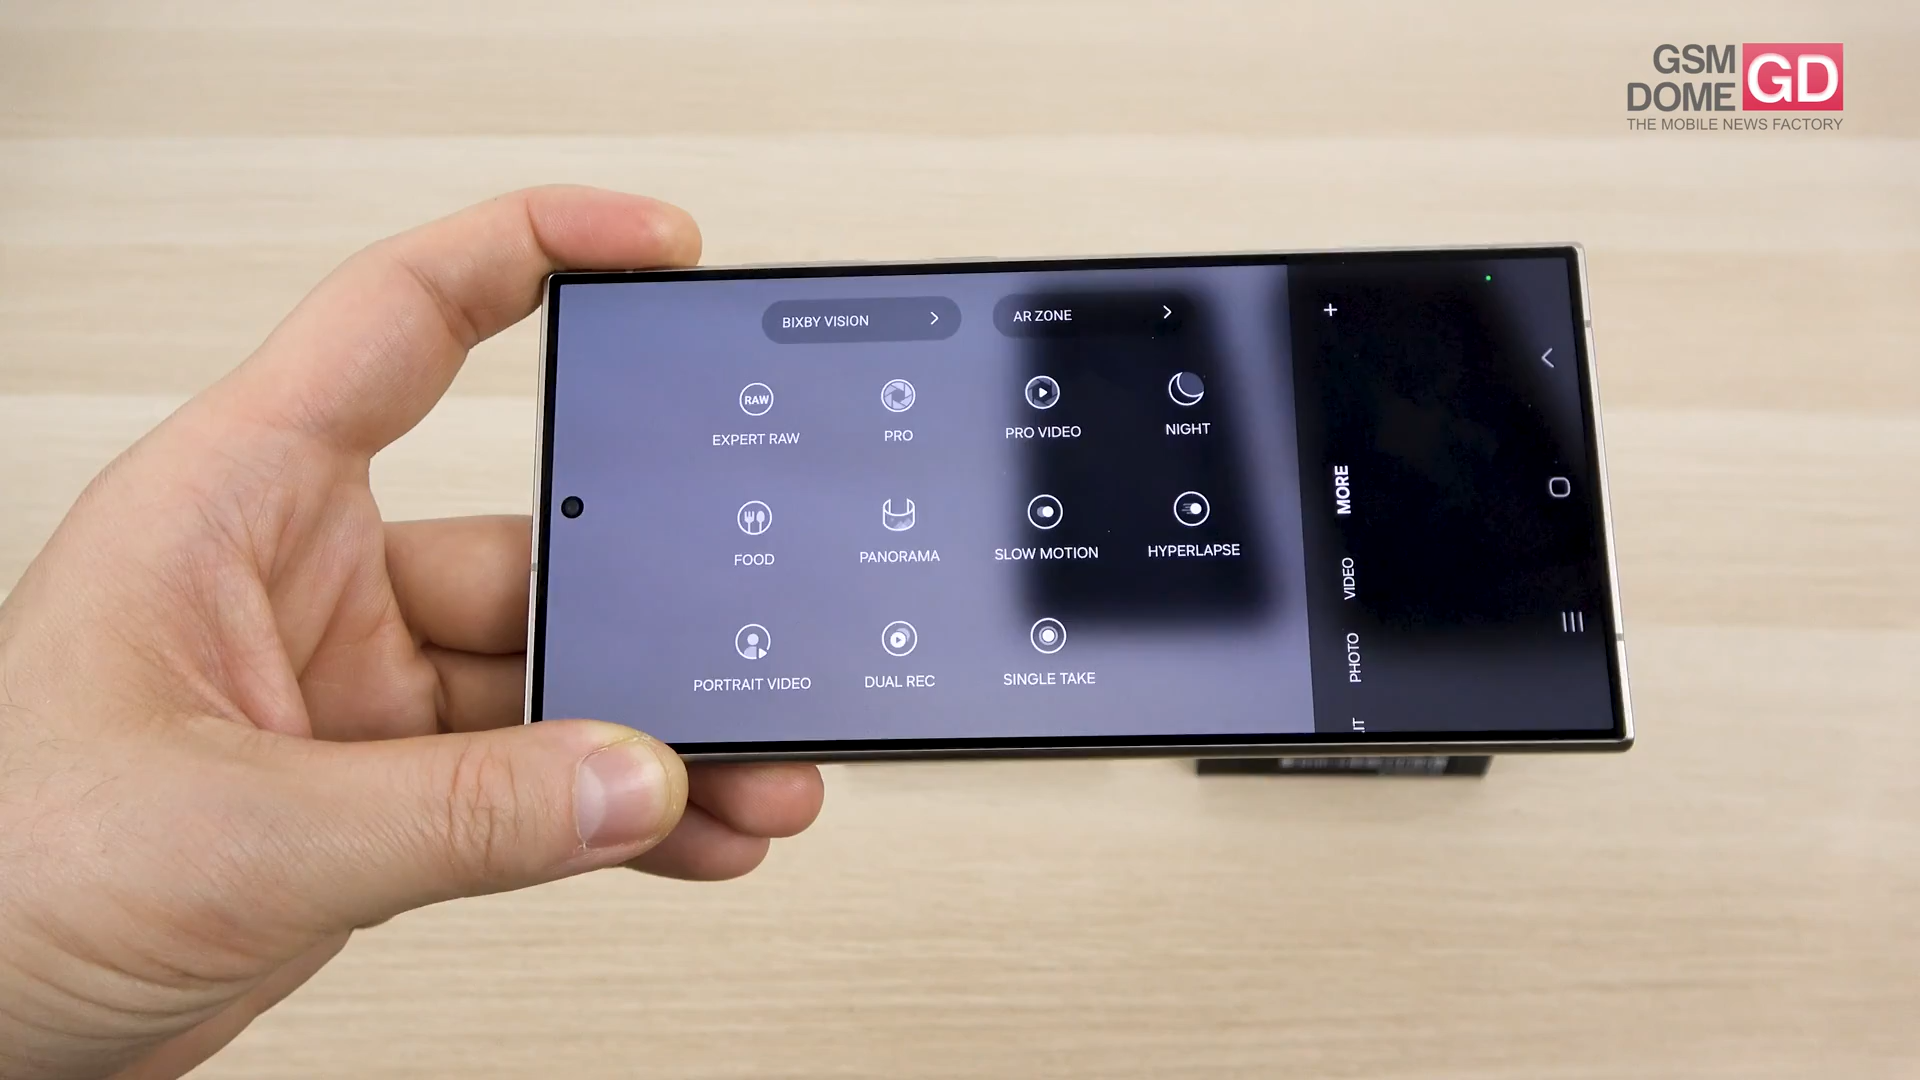 GSM
DOME
GD
THE MOBILE NEWS FACTORY
BIXBY VISION
AR ZONE
RAW
EXPERT RAW
PRO
PRO VIDEO
NIGHT
FOOD
PANORAMA
SLOW MOTION
HYPERLAPSE
PORTRAIT VIDEO
DUAL REC
SINGLE TAKE
MORE
VIDEO
PHOTO